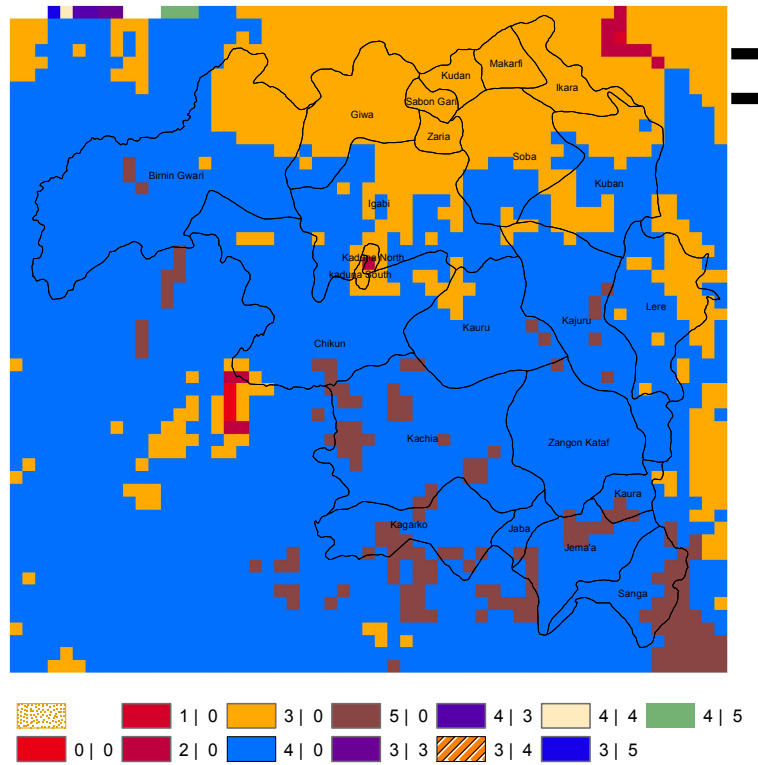 Makarfi
Kudan
Ikara
Sabon Gari
Giwa
Zaria
Soba
Birnin Gwari
Kuban
Igabi
Kaduna North
kaduna South
Lere
Kajuru
Kauru
Chikun
Kachia
Zangon Kataf
Kaura
Kagarko
Jaba
Jema'a
Sanga
1 | 0 3 | 0 5 | 0 4 | 3 4 | 4 4 | 5
0 | 0 2 | 0 4 | 0 3 | 3 3 | 4 3 | 5